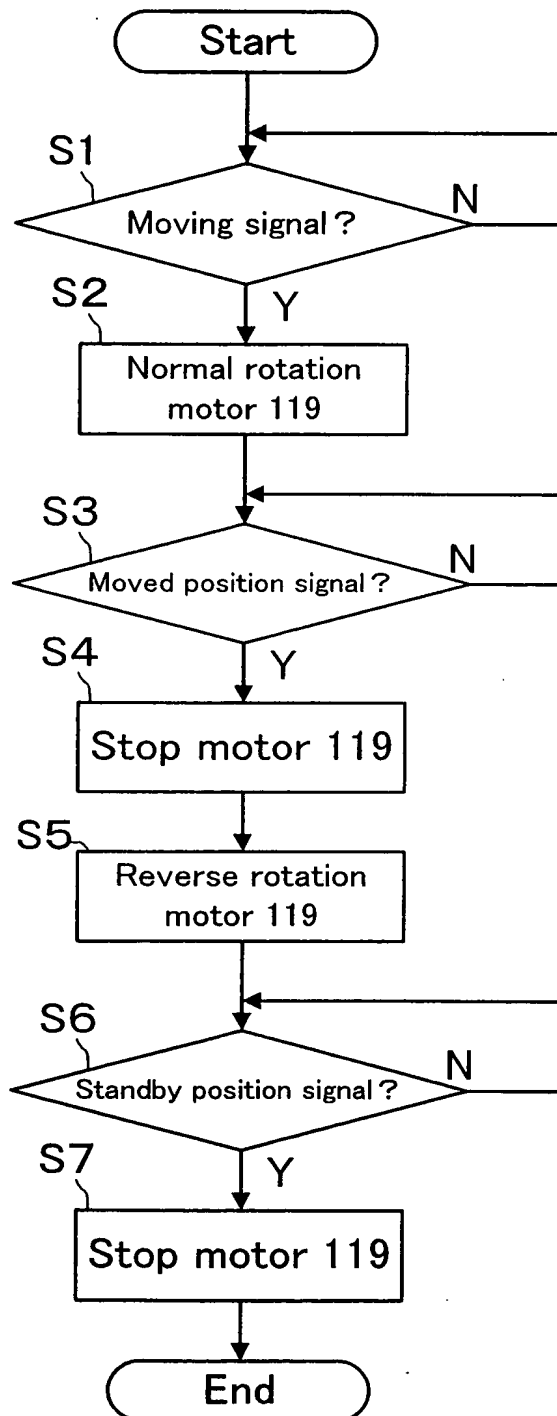 Start
S1
Moving signal?
N
Y
S2
Normal rotation
motor 119
S3
Moved position signal?
N
Y
S4
Stop motor 119
S5
Reverse rotation
motor 119
S6
Standby position signal?
N
Y
S7
Stop motor 119
End